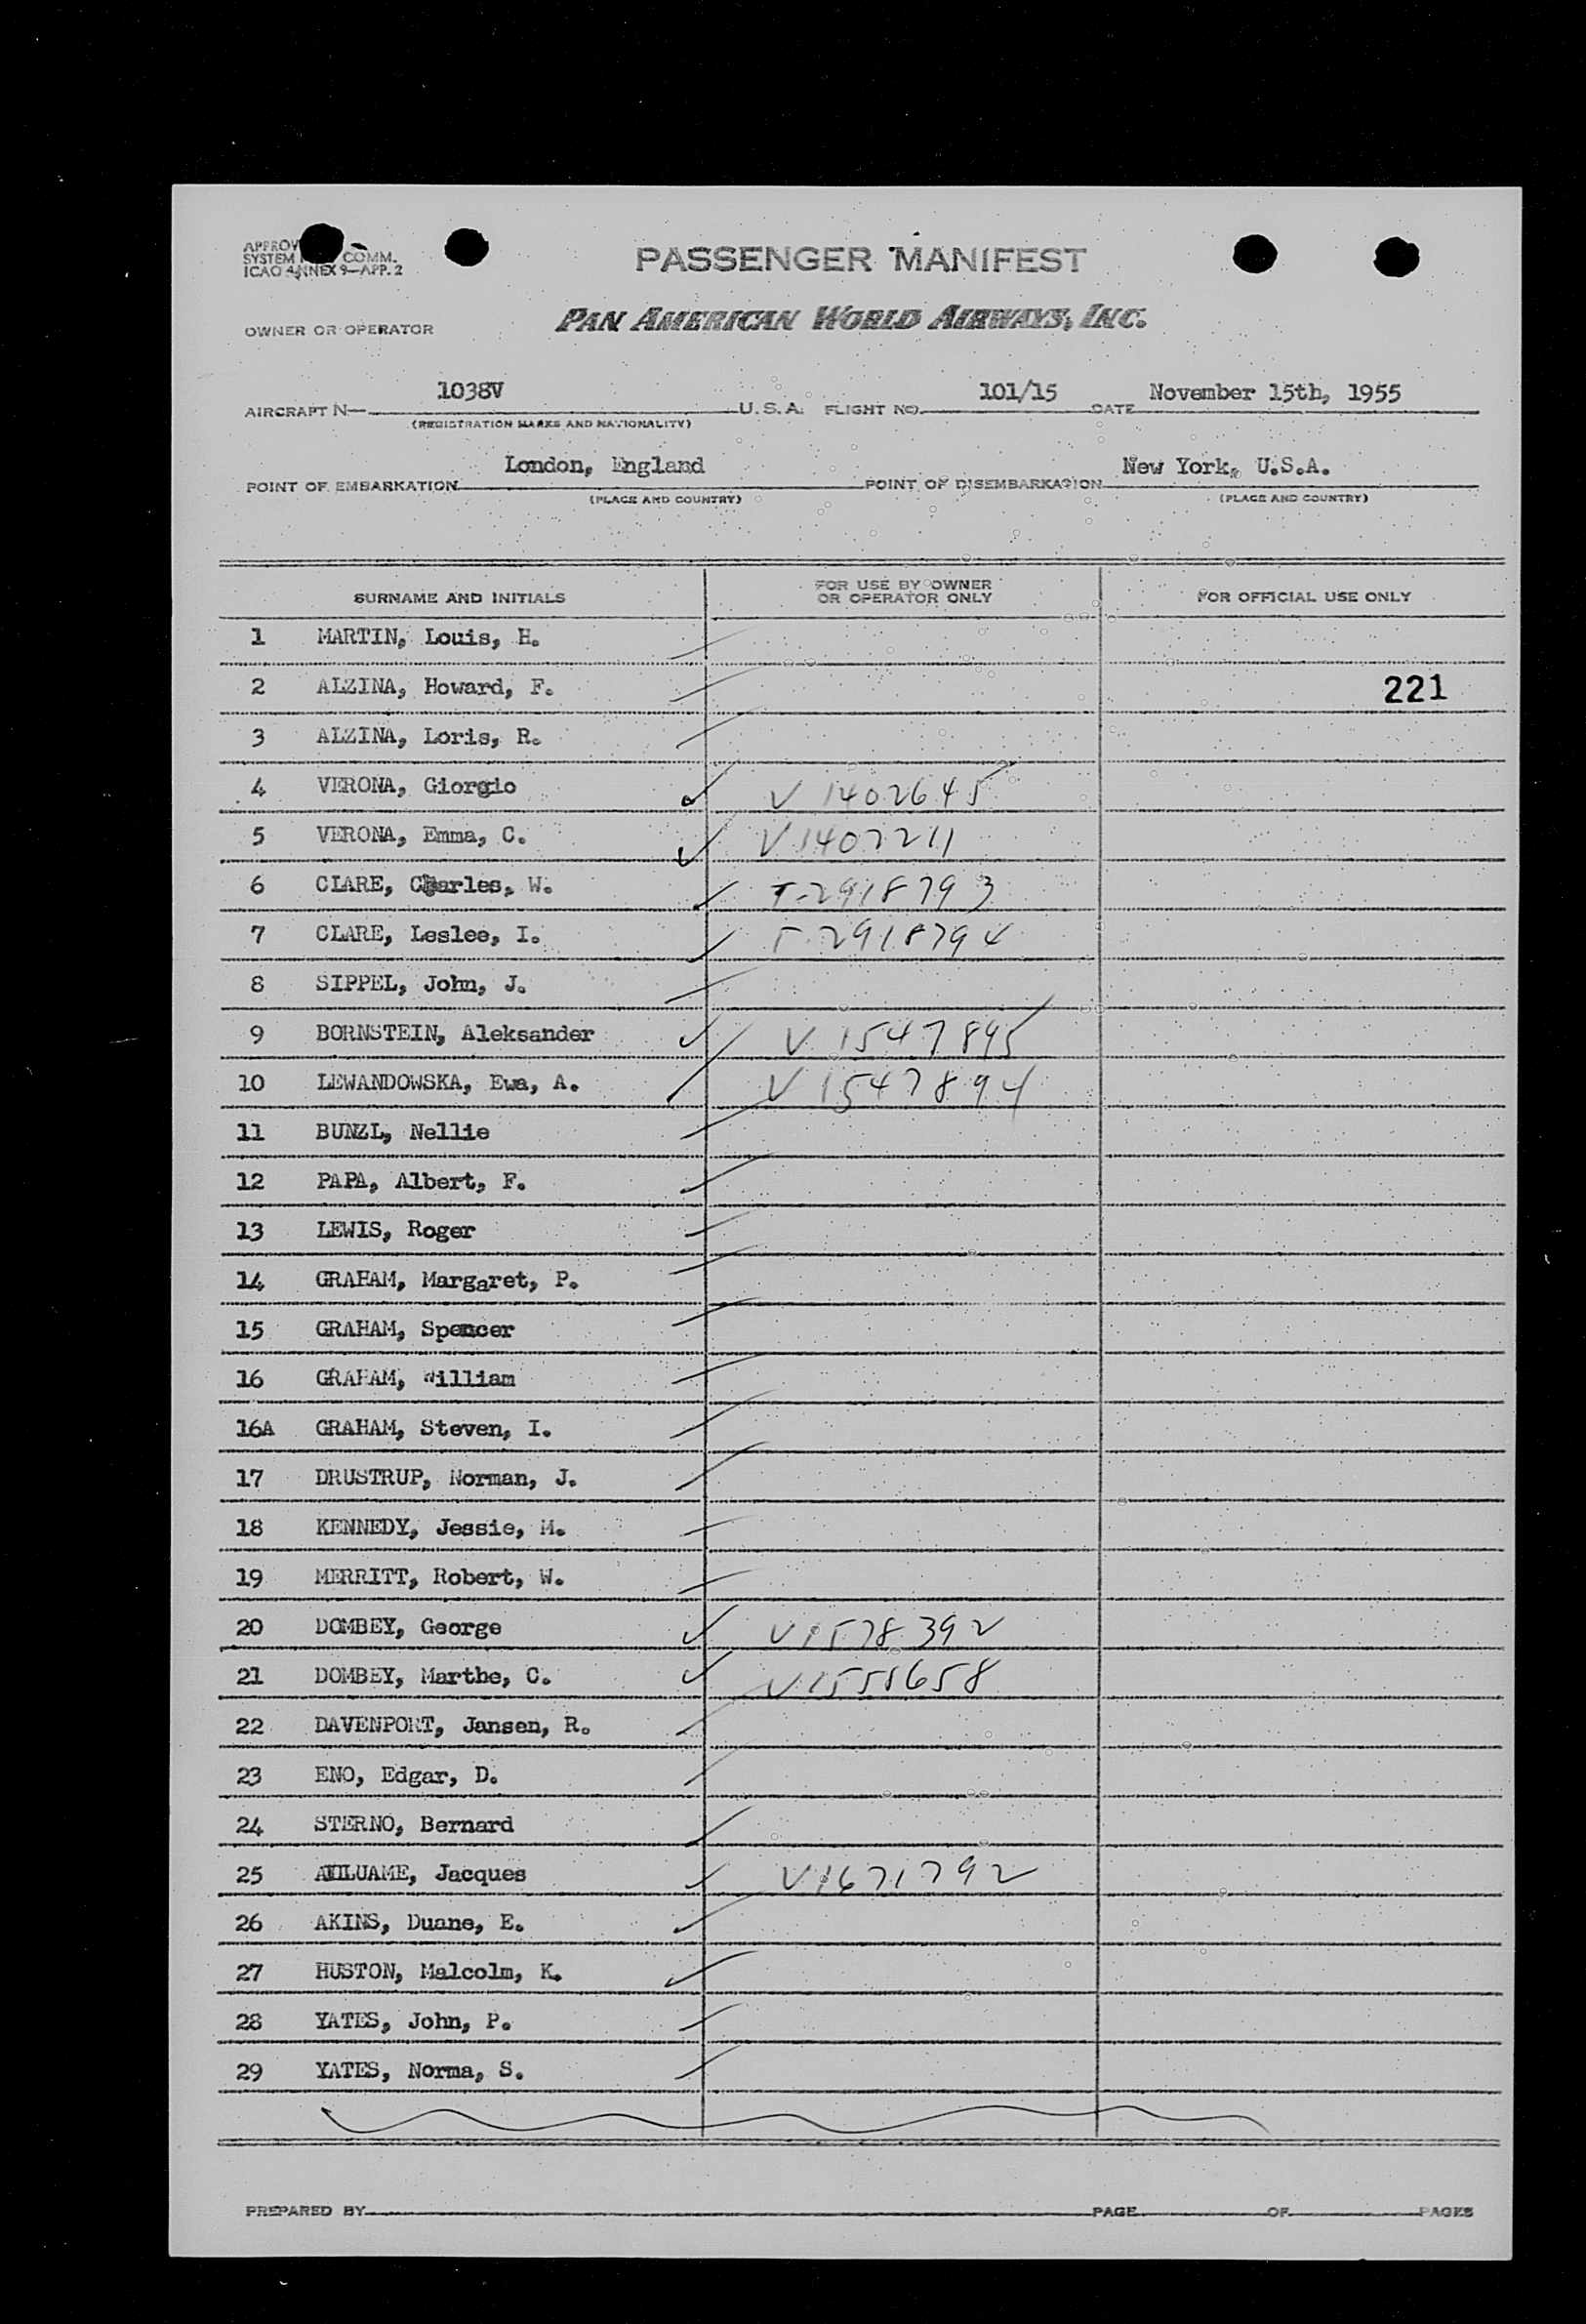 APPROV
SYSTEM COMM.
ICAO ANNEX 9—APP. 2
PASSENGER MANIFEST
OWNER OR OPERATOR
PAN AMERICAN WORLD AIRWAYS, INC.
AIRCRAFT N— 1038V U.S.A. FLIGHT NO. 101/15 DATE November 15th, 1955
(REGISTRATION MARKS AND NATIONALITY)
POINT OF EMBARKATION London, England POINT OF DISEMBARKATION New York, U.S.A.
(PLACE AND COUNTRY) (PLACE AND COUNTRY)
SURNAME AND INITIALS FOR USE BY OWNER OR OPERATOR ONLY FOR OFFICIAL USE ONLY
1 MARTIN, Louis, H.
2 ALZINA, Howard, F. 221
3 ALZINA, Loris, R.
4 VERONA, Giorgio V 1402645
5 VERONA, Emma, C. V1407211
6 CLARE, Charles, W. T-2918793
7 CLARE, Leslee, I. T-2918794
8 SIPPEL, John, J.
9 BORNSTEIN, Aleksander V 1547895
10 LEWANDOWSKA, Ewa, A. V 1547894
11 BUNZL, Nellie
12 PAPA, Albert, F.
13 LEWIS, Roger
14 GRAHAM, Margaret, P.
15 GRAHAM, Spencer
16 GRAHAM, William
16A GRAHAM, Steven, I.
17 DRUSTRUP, Norman, J.
18 KENNEDY, Jessie, M.
19 MERRITT, Robert, W.
20 DOMBEY, George V1578392
21 DOMBEY, Marthe, C.
22 DAVENPORT, Jansen, R.
23 ENO, Edgar, D.
24 STERNO, Bernard
25 Jacques V1671792
26 AKINS, Duane, E.
27 HUSTON, Malcolm, K.
28 YATES, John, P.
29 YATES, Norma, S.
PREPARED BY PAGE OF PAGES